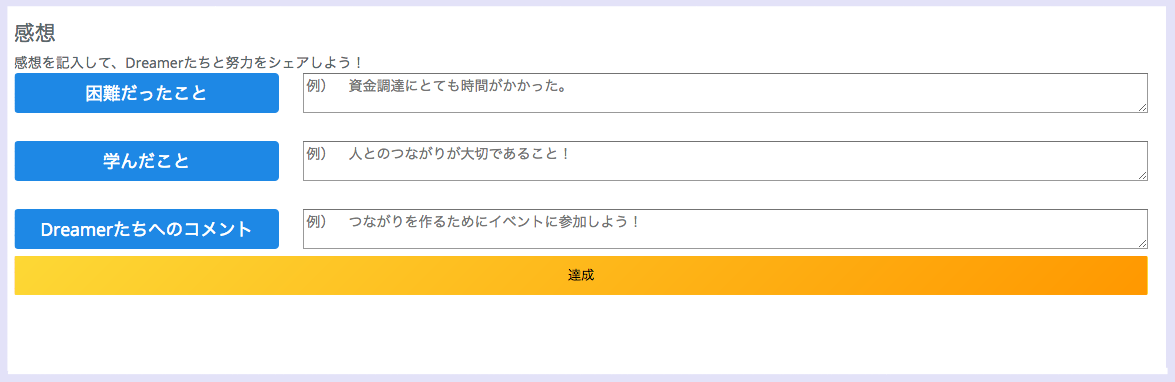 感想
感想を記入して、Dreamerたちと努力をシェアしよう！
困難だったこと
例）　資金調達にとても時間がかかった。
学んだこと
例）　人とのつながりが大切であること！
Dreamerたちへのコメント
例）　つながりを作るためにイベントに参加しよう！
達成